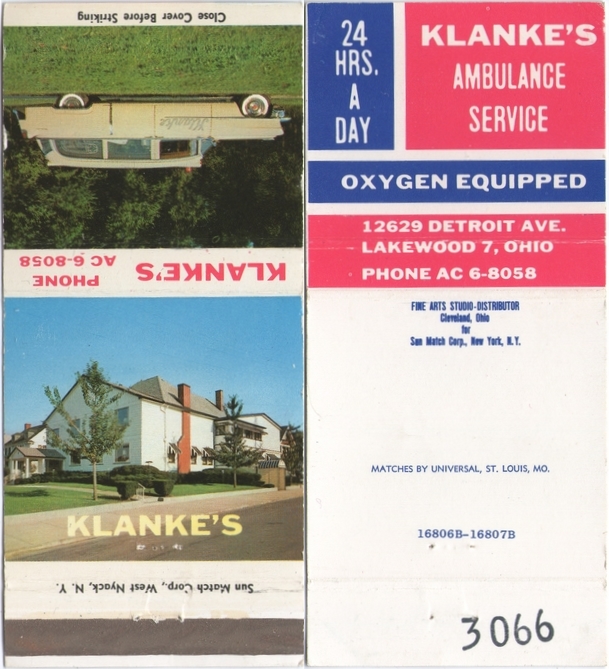 Close Cover Before Striking
Klanke
KLANKE'S
PHONE
AC 6-8058
KLANKE'S
Sun Match Corp., West Nyack, N. Y.
24
HRS.
A
DAY
KLANKE'S
AMBULANCE
SERVICE
OXYGEN EQUIPPED
12629 DETROIT AVE.
LAKEWOOD 7, OHIO
PHONE AC 6-8058
FINE ARTS STUDIO-DISTRIBUTOR
Cleveland, Ohio
for
Sun Match Corp., New York, N.Y.
MATCHES BY UNIVERSAL, ST. LOUIS, MO.
16806B-16807B
3066